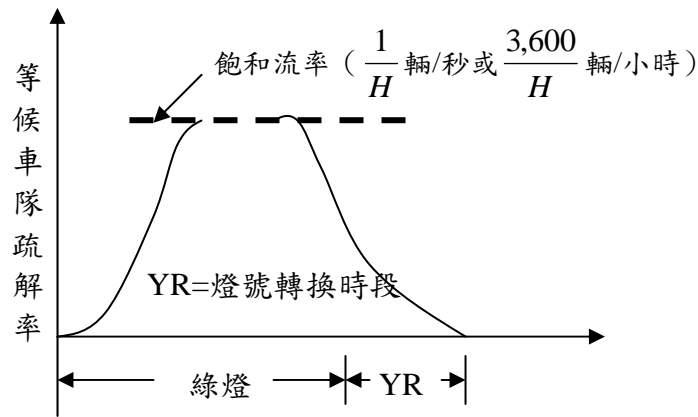 飽和流率（1/H 輛/秒或 3,600/H 輛/小時）
等候車隊疏解率
YR=燈號轉換時段
綠燈
YR